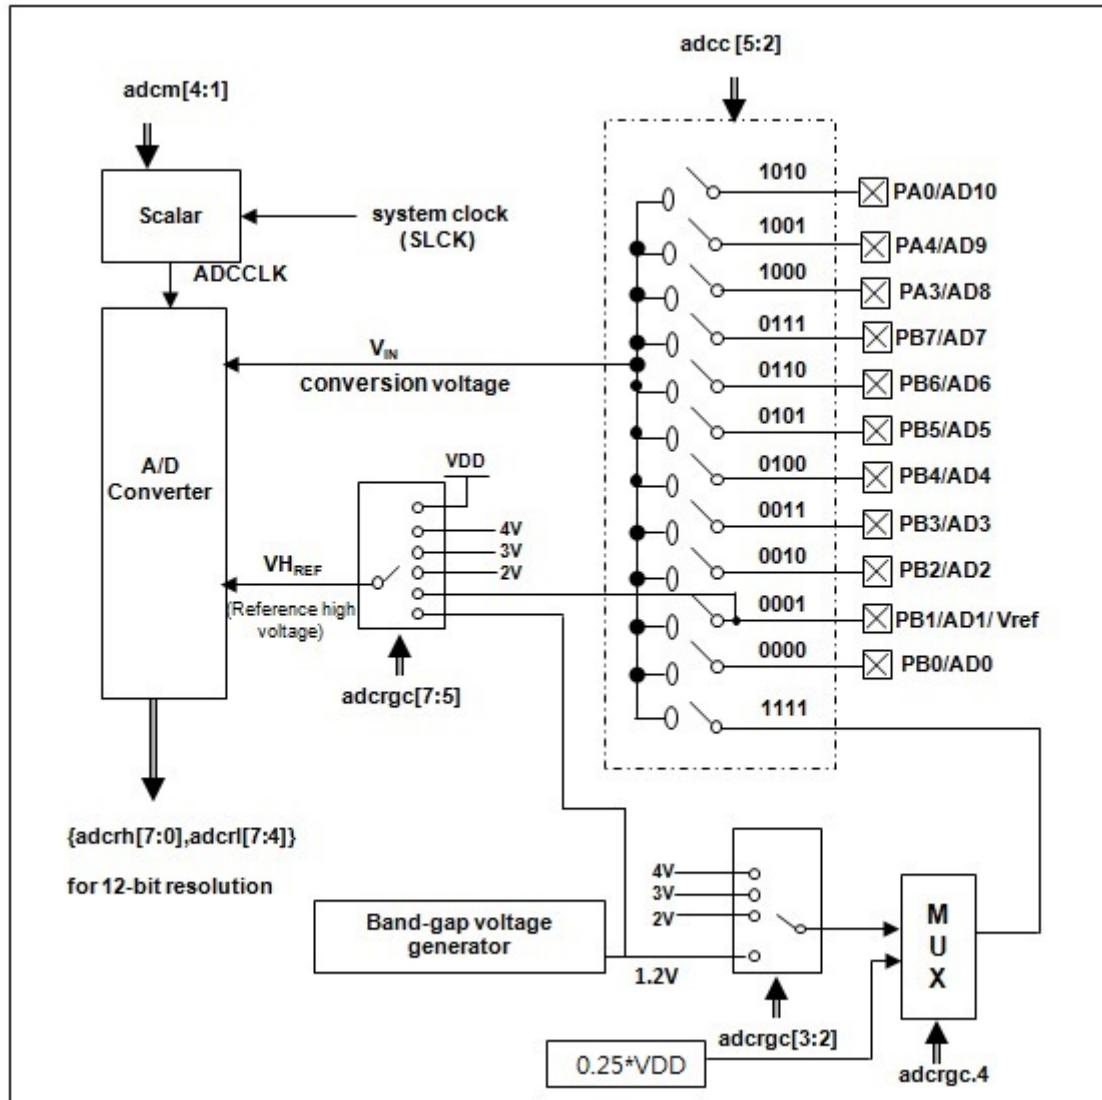 adcc [5:2]
adcm[4:1]
Scalar
system clock
(SLCK)
ADCCLK
1010
PA0/AD10
1001
PA4/AD9
1000
PA3/AD8
0111
PB7/AD7
VIN
conversion voltage
0110
PB6/AD6
0101
PB5/AD5
A/D
Converter
VDD
0100
PB4/AD4
4V
3V
2V
0011
PB3/AD3
VHREF
(Reference high
voltage)
0010
PB2/AD2
0001
PB1/AD1/ Vref
0000
PB0/AD0
adcrgc[7:5]
1111
{adcrh[7:0],adcrl[7:4]}
for 12-bit resolution
4V
3V
2V
Band-gap voltage
generator
1.2V
M
U
X
adcrgc[3:2]
0.25*VDD
adcrgc.4